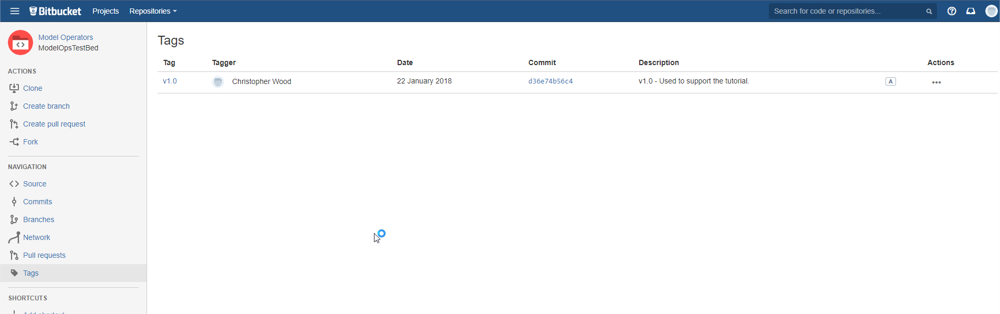 Bitbucket Projects Repositories Search for code or repositories...
Model Operators
ModelOpsTestBed
ACTIONS
Clone
Create branch
Create pull request
Fork
NAVIGATION
Source
Commits
Branches
Network
Pull requests
Tags
SHORTCUTS
Add shortcut
Tags
Tag Tagger Date Commit Description Actions
v1.0 Christopher Wood 22 January 2018 d36e74b56c4 v1.0 - Used to support the tutorial. A